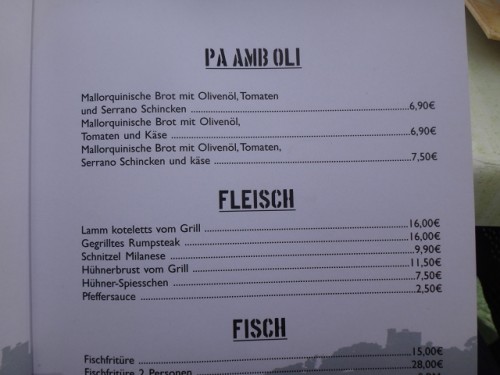 PA AMB OLI
Mallorquinische Brot mit Olivenöl, Tomaten
und Serrano Schincken ........ 6,90€
Mallorquinische Brot mit Olivenöl,
Tomaten und Käse ........ 6,90€
Mallorquinische Brot mit Olivenöl, Tomaten,
Serrano Schincken und käse ........ 7,50€
FLEISCH
Lamm koteletts vom Grill ........ 16,00€
Gegrilltes Rumpsteak ........ 16,00€
Schnitzel Milanese ........ 9,90€
Hühnerbrust vom Grill ........ 11,50€
Hühner-Spiesschen ........ 7,50€
Pfeffersauce ........ 2,50€
FISCH
Fischfritüre ........ 15,00€
Fischfritüre 2 Personen ........ 28,00€